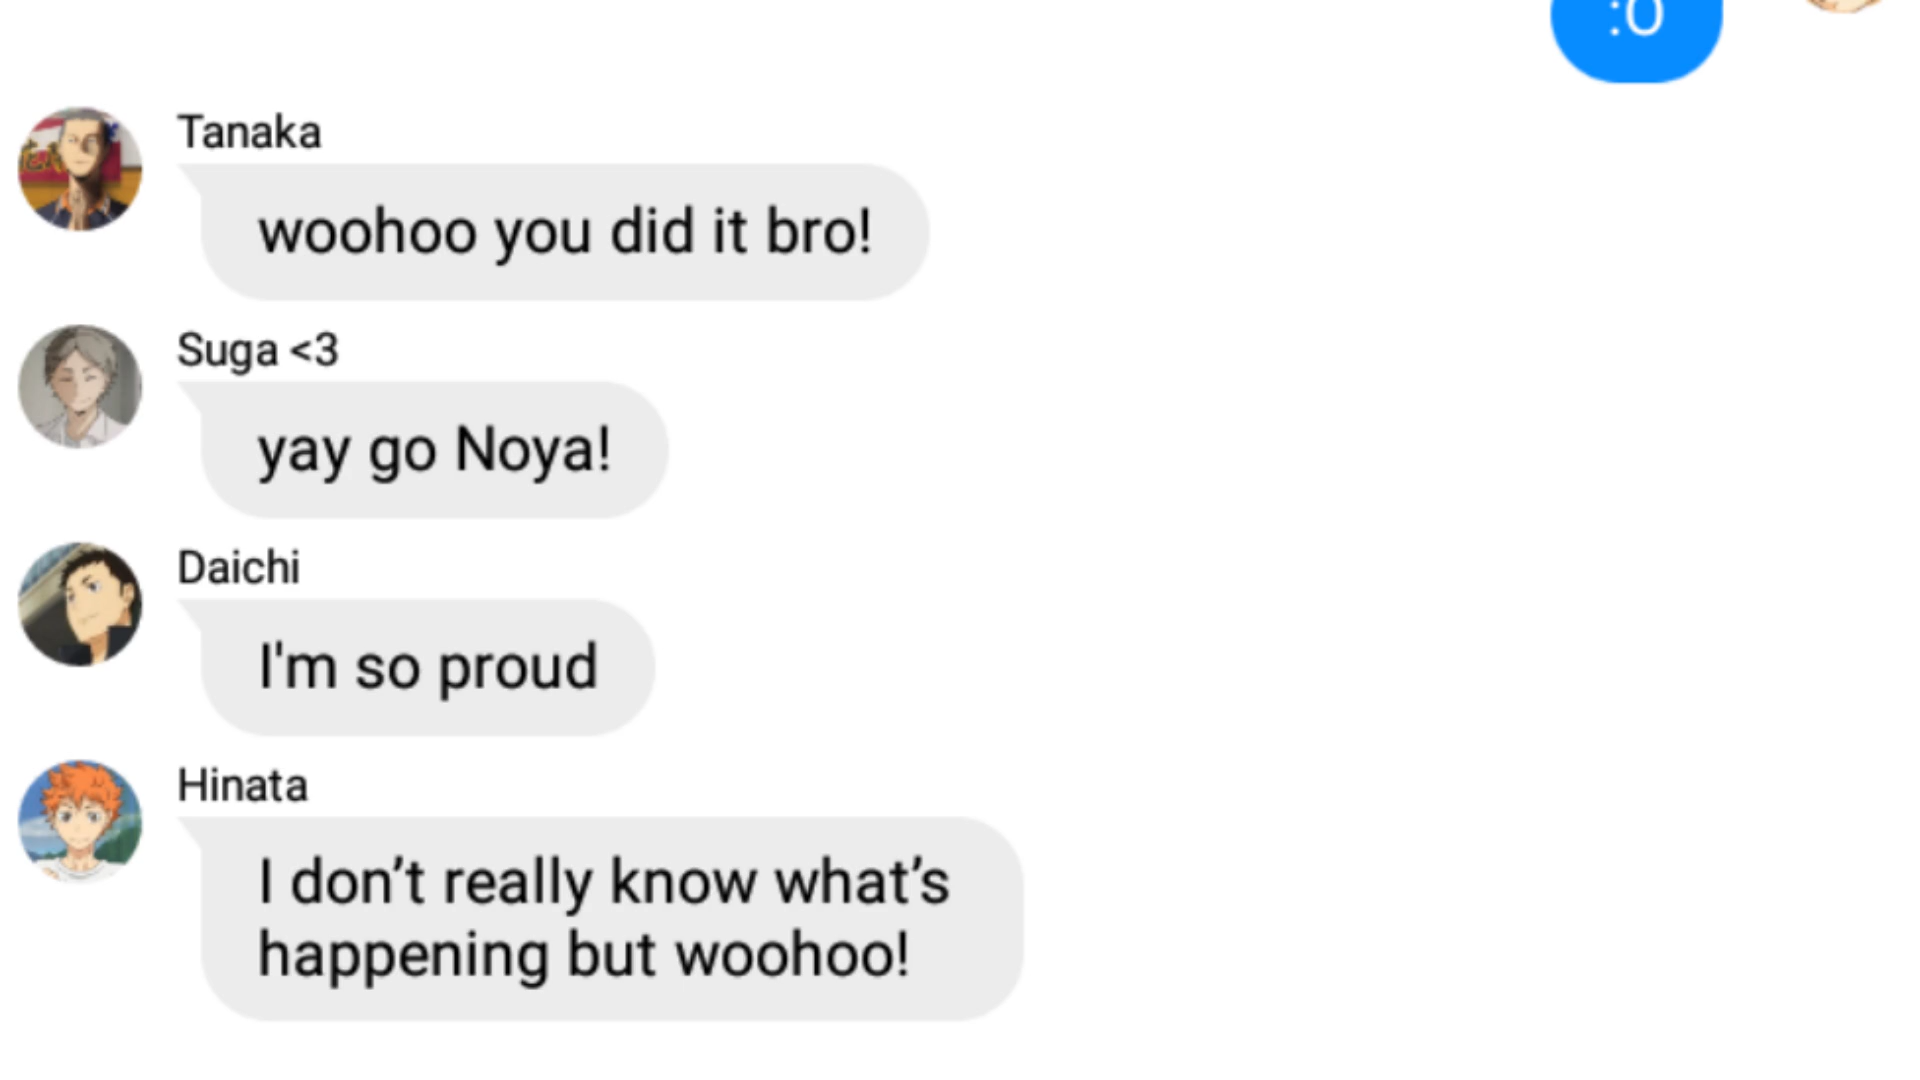 :O
Tanaka
woohoo you did it bro!
Suga <3
yay go Noya!
Daichi
I'm so proud
Hinata
I don’t really know what’s
happening but woohoo!